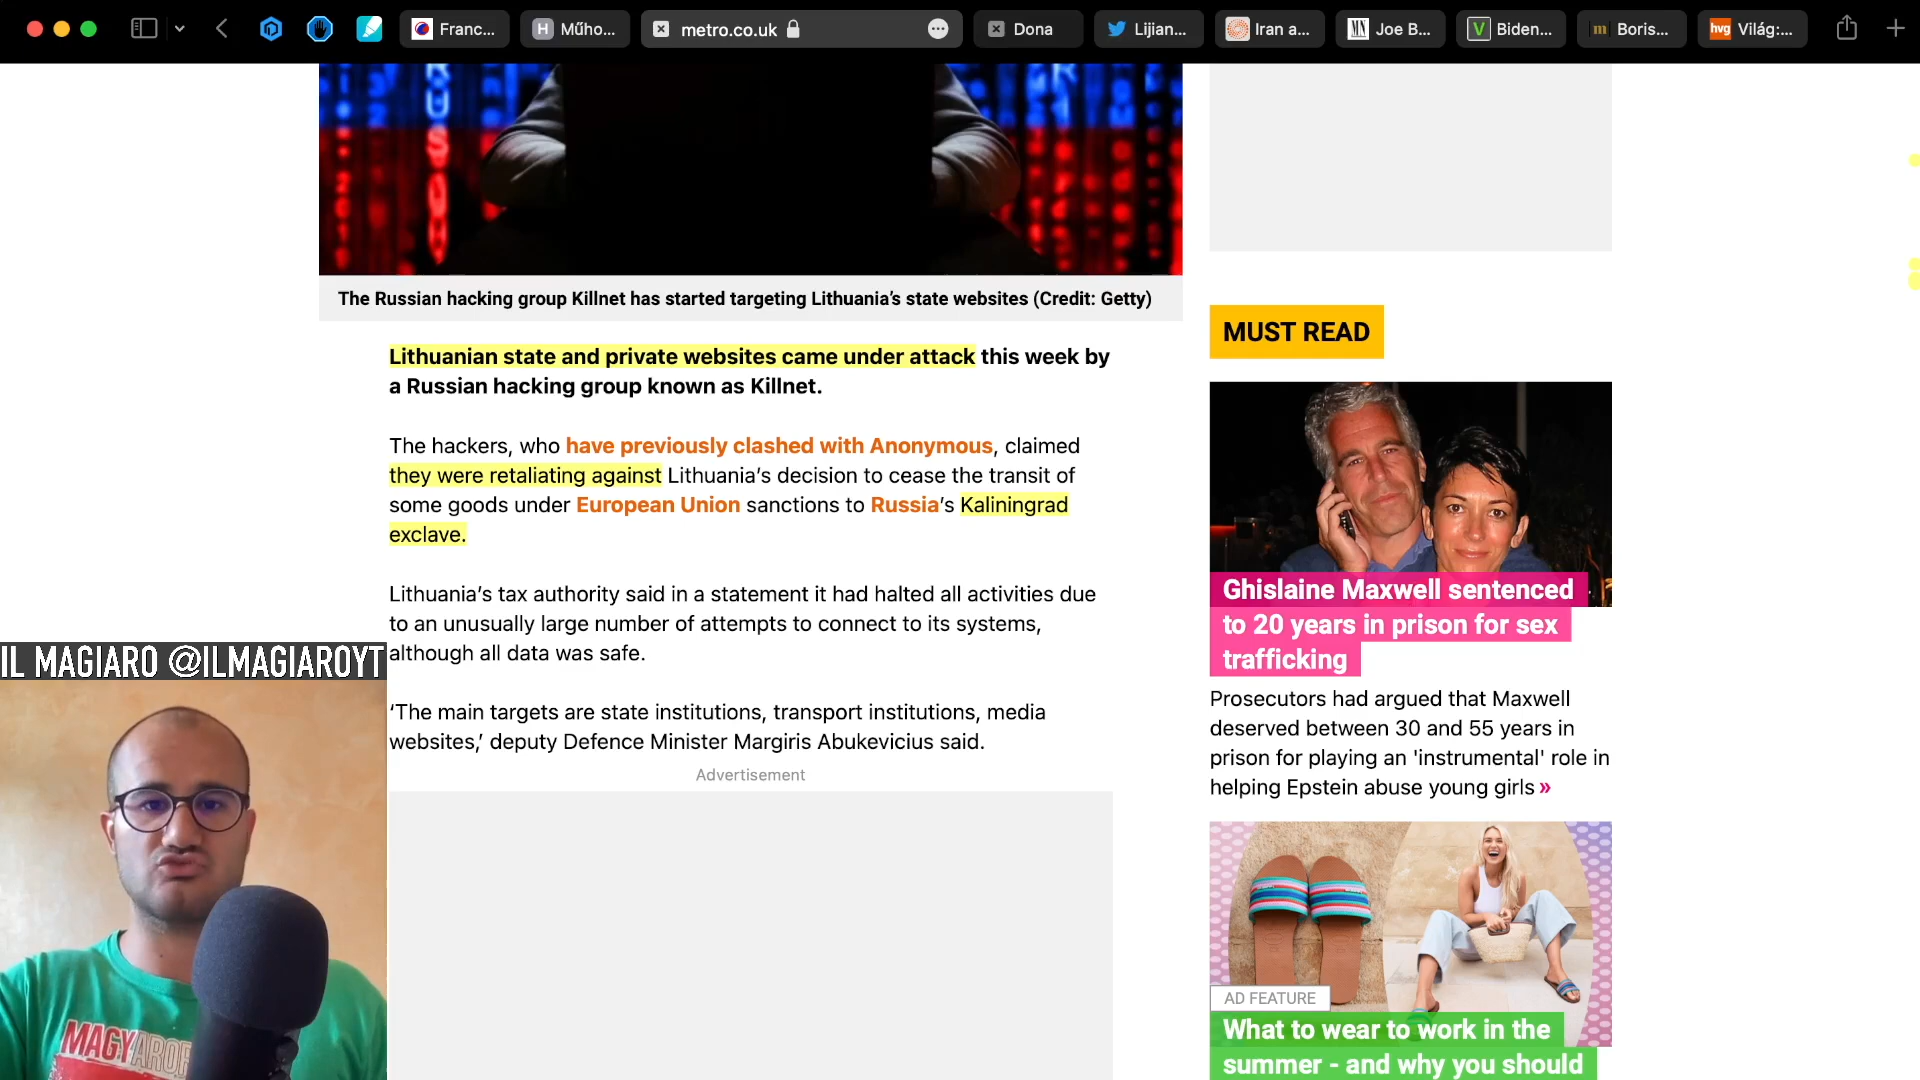 Franc...
Műho...
metro.co.uk
Dona
Lijian...
Iran a...
Joe B...
Biden...
Boris...
hvg Világ:...
RUS
The Russian hacking group Killnet has started targeting Lithuania's state websites (Credit: Getty)
Lithuanian state and private websites came under attack this week by
a Russian hacking group known as Killnet.
The hackers, who have previously clashed with Anonymous, claimed
they were retaliating against Lithuania's decision to cease the transit of
some goods under European Union sanctions to Russia's Kaliningrad
exclave.
Lithuania's tax authority said in a statement it had halted all activities due
to an unusually large number of attempts to connect to its systems,
although all data was safe.
'The main targets are state institutions, transport institutions, media
websites,' deputy Defence Minister Margiris Abukevicius said.
Advertisement
IL MAGIARO @ILMAGIAROYT
MUST READ
Ghislaine Maxwell sentenced
to 20 years in prison for sex
trafficking
Prosecutors had argued that Maxwell
deserved between 30 and 55 years in
prison for playing an 'instrumental' role in
helping Epstein abuse young girls »
AD FEATURE
What to wear to work in the
summer - and why you should